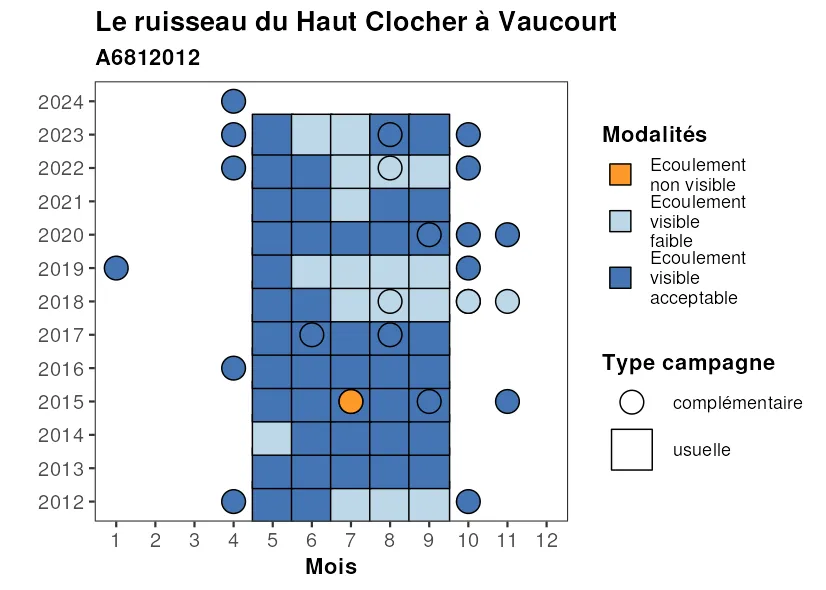 Le ruisseau du Haut Clocher à Vaucourt
A6812012
2024
2023
2022
2021
2020
2019
2018
2017
2016
2015
2014
2013
2012
1 2 3 4 5 6 7 8 9 10 11 12
Mois
Modalités
Ecoulement
non visible
Ecoulement
visible
faible
Ecoulement
visible
acceptable
Type campagne
complémentaire
usuelle